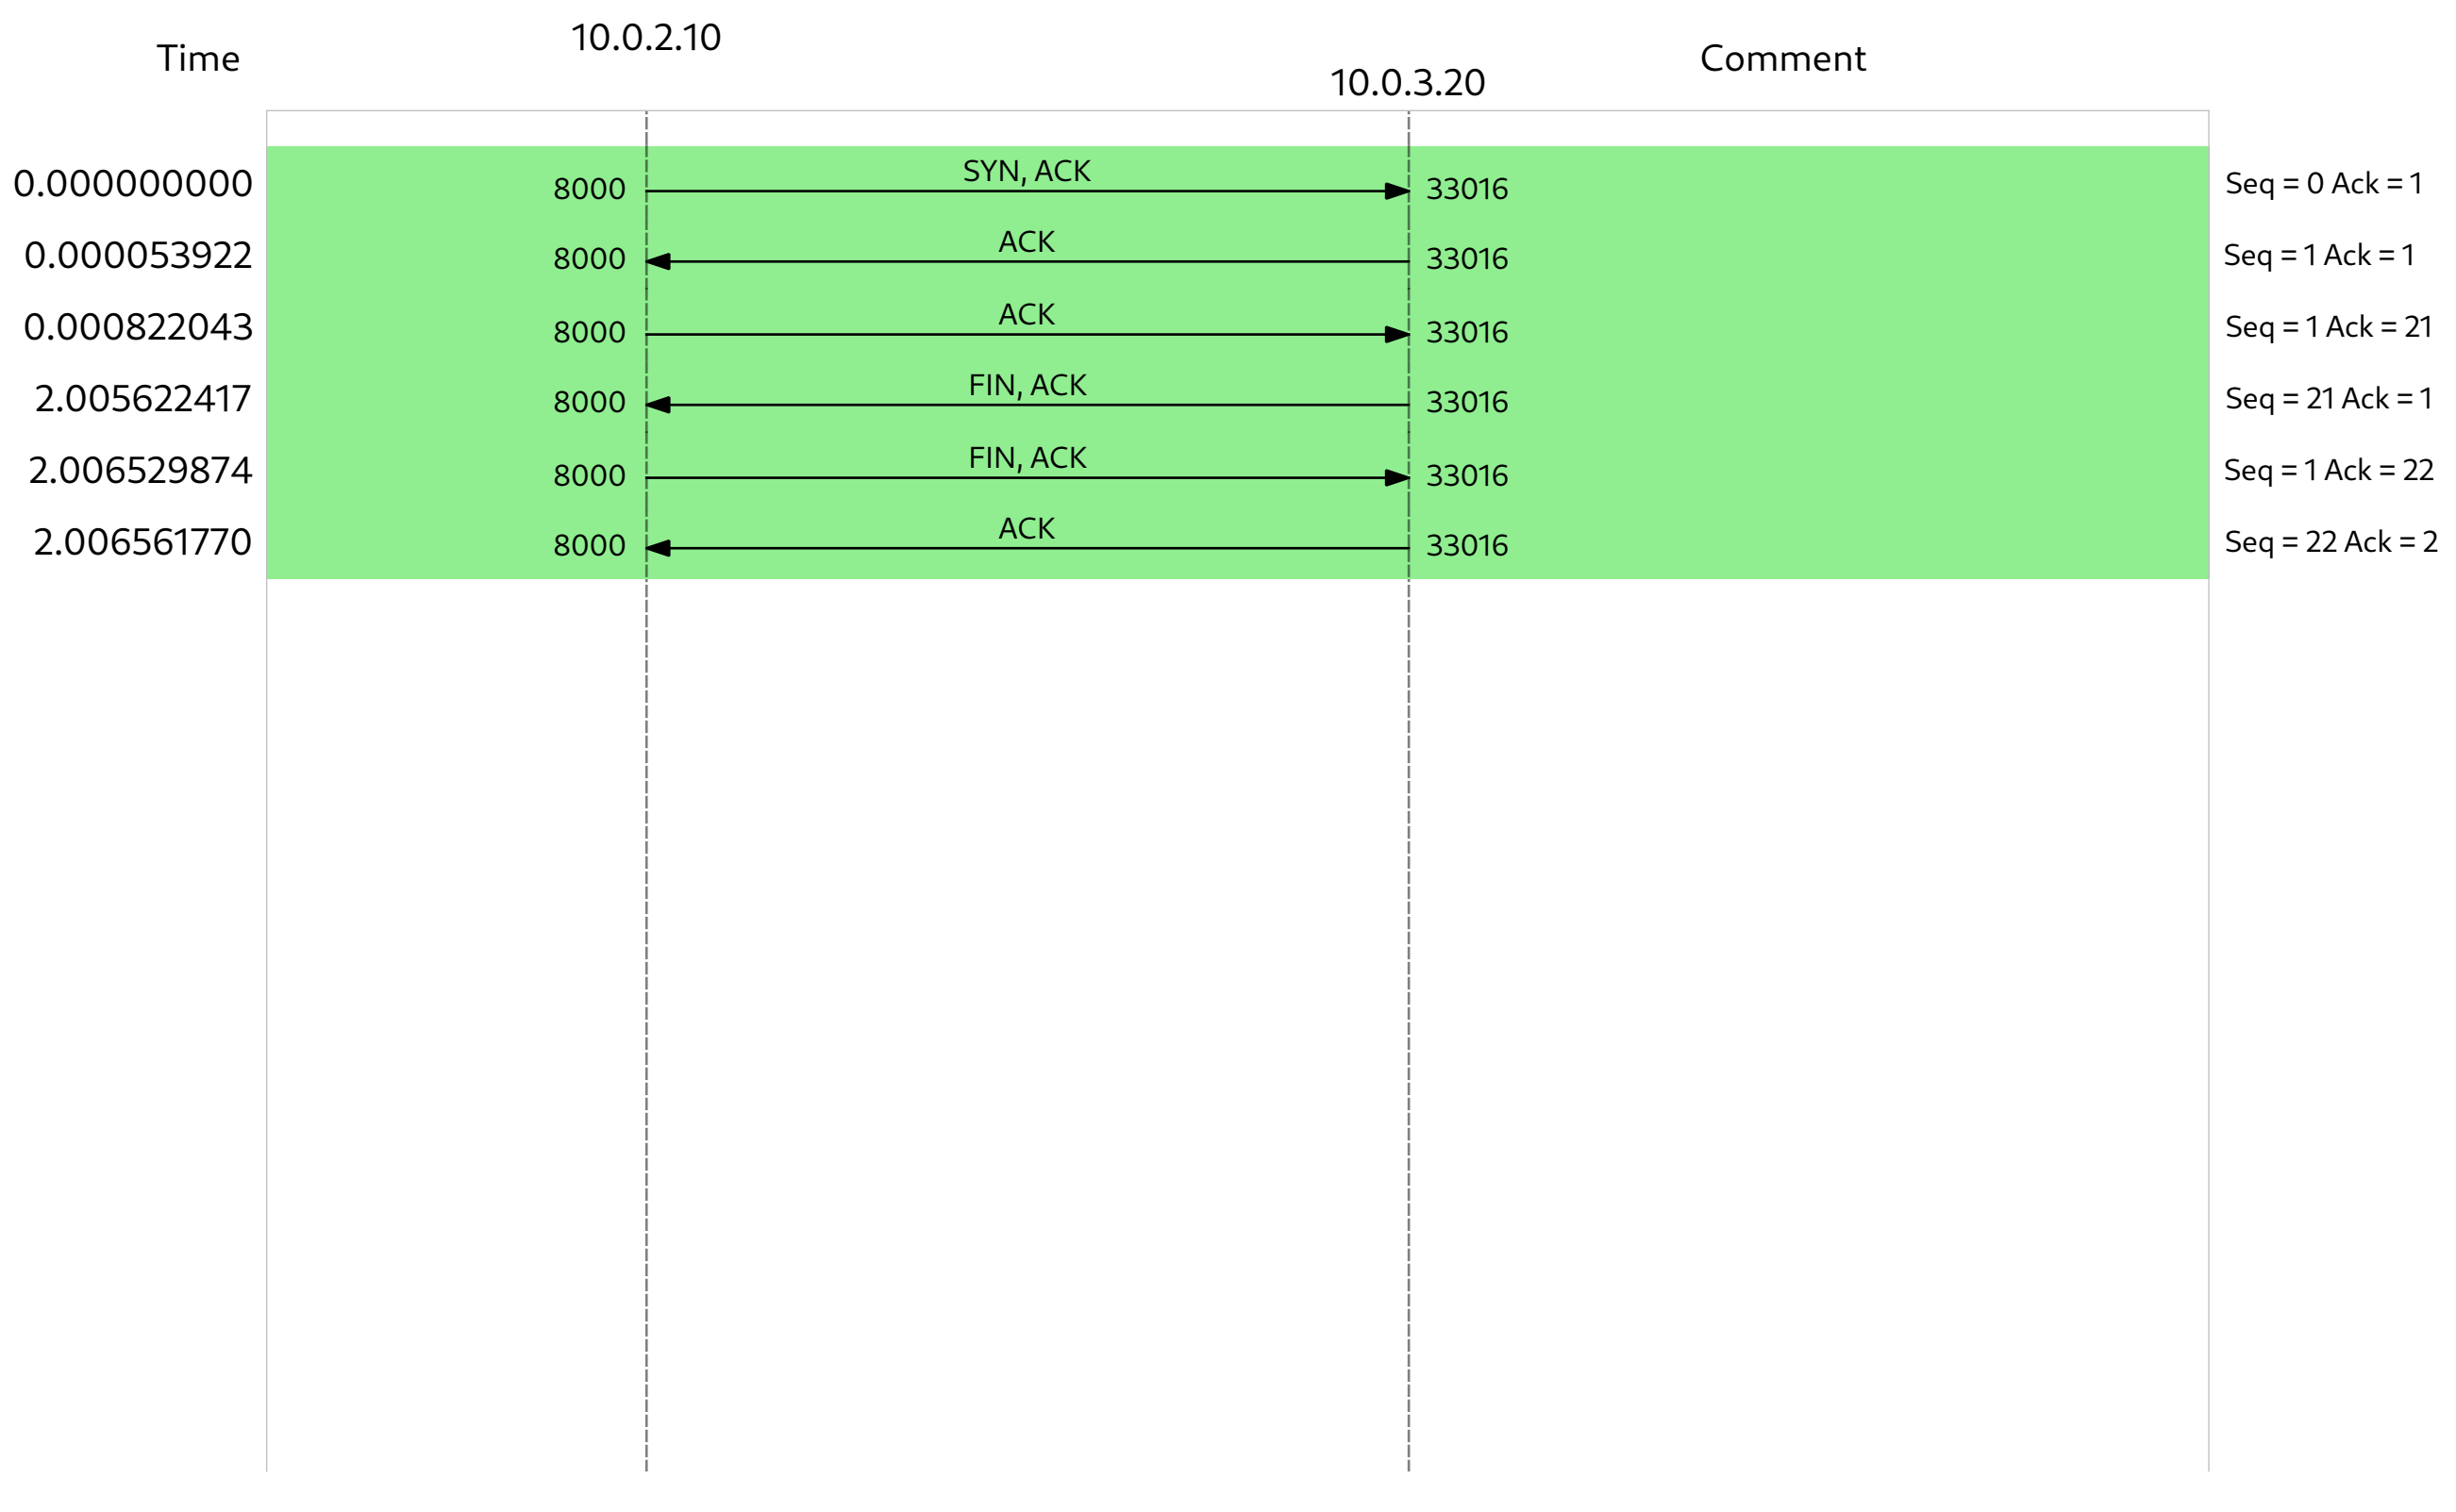 Time 10.0.2.10 10.0.3.20 Comment
0.000000000 8000 SYN, ACK 33016 Seq = 0 Ack = 1
0.000053922 8000 ACK 33016 Seq = 1 Ack = 1
0.000822043 8000 ACK 33016 Seq = 1 Ack = 21
2.005622417 8000 FIN, ACK 33016 Seq = 21 Ack = 1
2.006529874 8000 FIN, ACK 33016 Seq = 1 Ack = 22
2.006561770 8000 ACK 33016 Seq = 22 Ack = 2